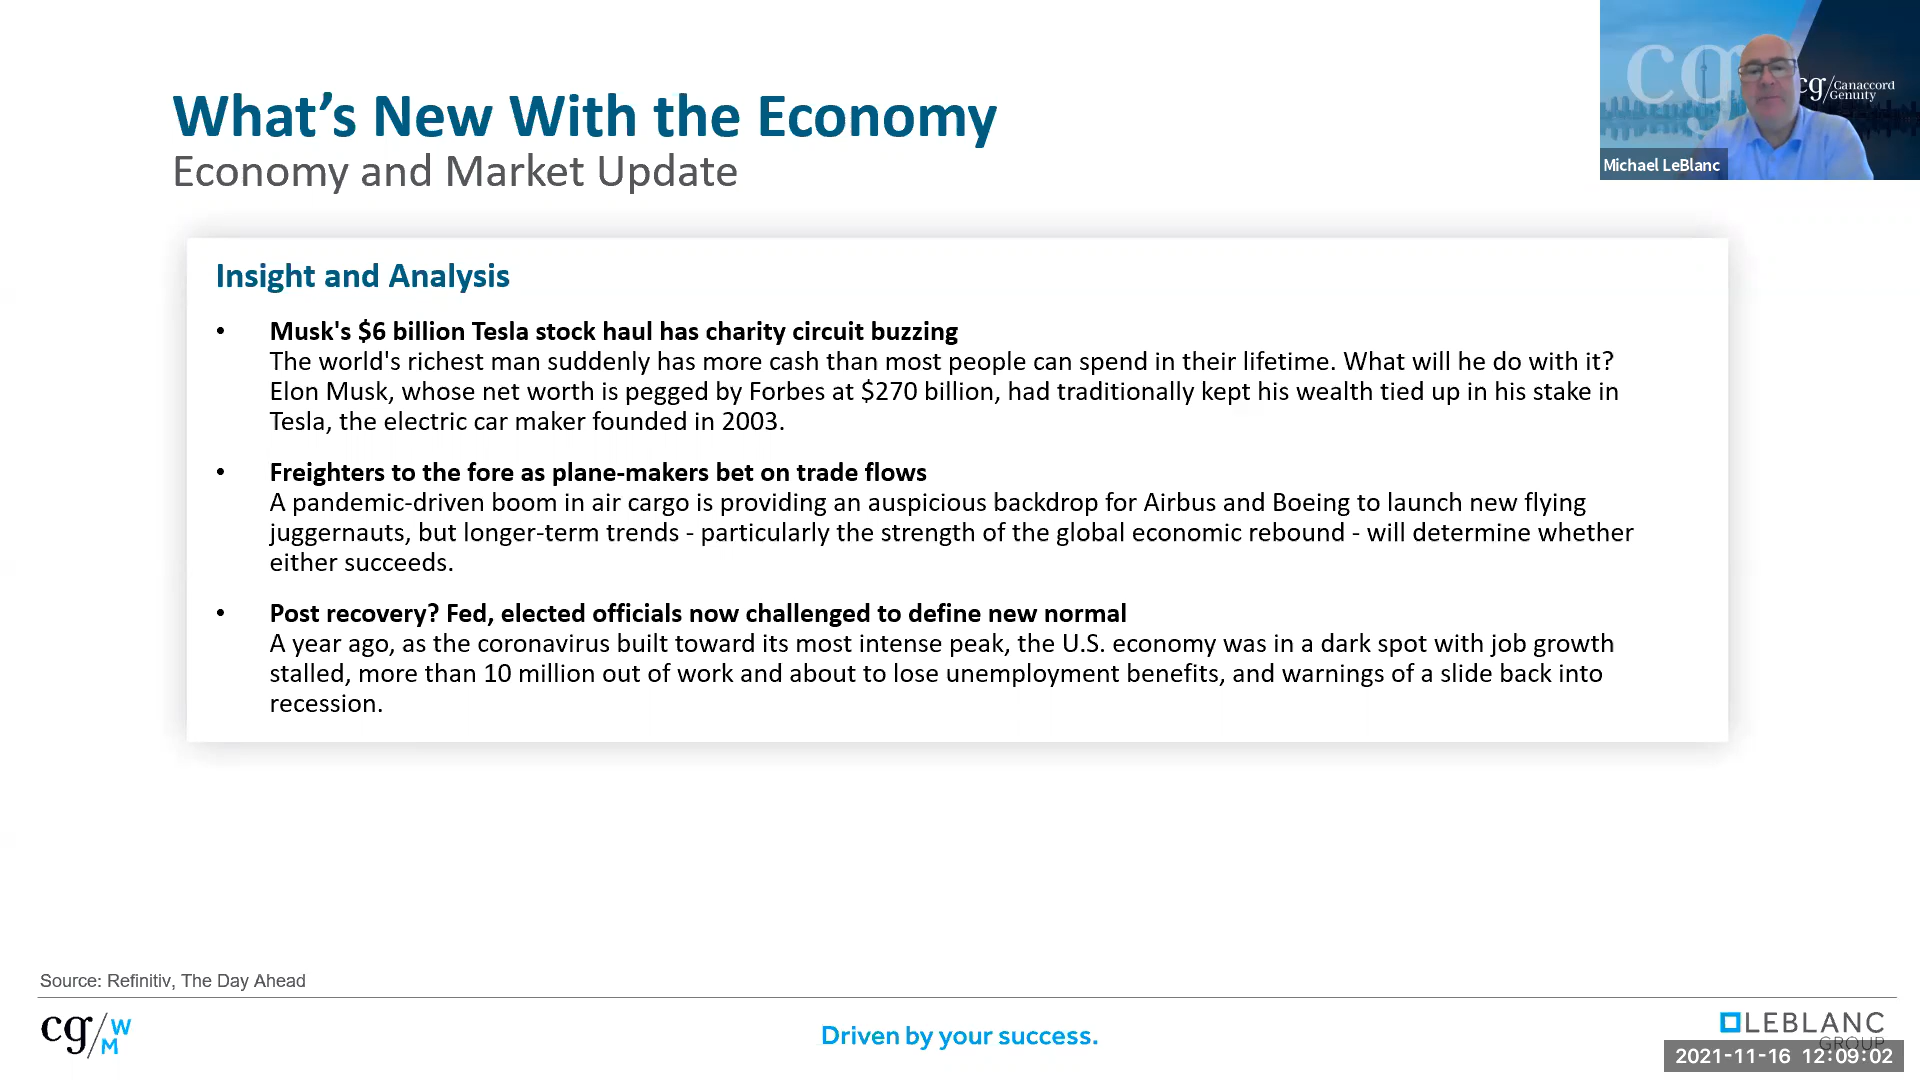 What’s New With the Economy
Economy and Market Update
cg
cg/Canaccord
Genuity
Michael LeBlanc
Insight and Analysis
• Musk's $6 billion Tesla stock haul has charity circuit buzzing
The world's richest man suddenly has more cash than most people can spend in their lifetime. What will he do with it?
Elon Musk, whose net worth is pegged by Forbes at $270 billion, had traditionally kept his wealth tied up in his stake in
Tesla, the electric car maker founded in 2003.
• Freighters to the fore as plane-makers bet on trade flows
A pandemic-driven boom in air cargo is providing an auspicious backdrop for Airbus and Boeing to launch new flying
juggernauts, but longer-term trends - particularly the strength of the global economic rebound - will determine whether
either succeeds.
• Post recovery? Fed, elected officials now challenged to define new normal
A year ago, as the coronavirus built toward its most intense peak, the U.S. economy was in a dark spot with job growth
stalled, more than 10 million out of work and about to lose unemployment benefits, and warnings of a slide back into
recession.
Source: Refinitiv, The Day Ahead
cg/WM
Driven by your success.
LEBLANC
GROUP
2021-11-16 12:09:02